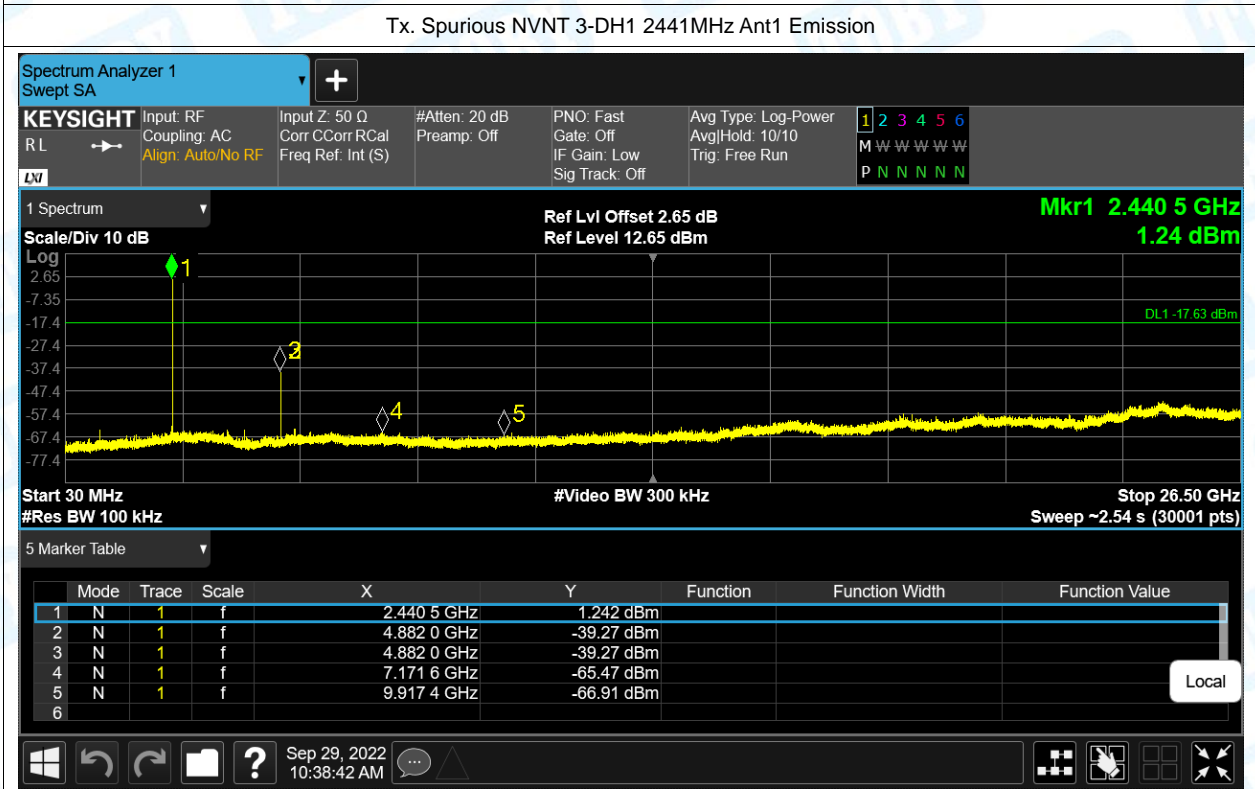 Tx. Spurious NVNT 3-DH1 2441MHz Ant1 Emission
Spectrum Analyzer 1
Swept SA
KEYSIGHT
R L
LXI
Input: RF
Coupling: AC
Align: Auto/No RF
Input Z: 50 Ω
Corr CCorr RCal
Freq Ref: Int (S)
#Atten: 20 dB
Preamp: Off
PNO: Fast
Gate: Off
IF Gain: Low
Sig Track: Off
Avg Type: Log-Power
Avg|Hold: 10/10
Trig: Free Run
1 2 3 4 5 6
M W W W W W
P N N N N N
1 Spectrum
Scale/Div 10 dB
Ref Lvl Offset 2.65 dB
Ref Level 12.65 dBm
Mkr1 2.440 5 GHz
1.24 dBm
Log
2.65
-7.35
-17.4
-27.4
-37.4
-47.4
-57.4
-67.4
-77.4
1
4
5
DL1 -17.63 dBm
Start 30 MHz
#Video BW 300 kHz
Stop 26.50 GHz
#Res BW 100 kHz
Sweep ~2.54 s (30001 pts)
5 Marker Table
Mode Trace Scale X Y Function Function Width Function Value
1 N 1 f 2.440 5 GHz 1.242 dBm
2 N 1 f 4.882 0 GHz -39.27 dBm
3 N 1 f 4.882 0 GHz -39.27 dBm
4 N 1 f 7.171 6 GHz -65.47 dBm
5 N 1 f 9.917 4 GHz -66.91 dBm
6
Local
?
Sep 29, 2022
10:38:42 AM